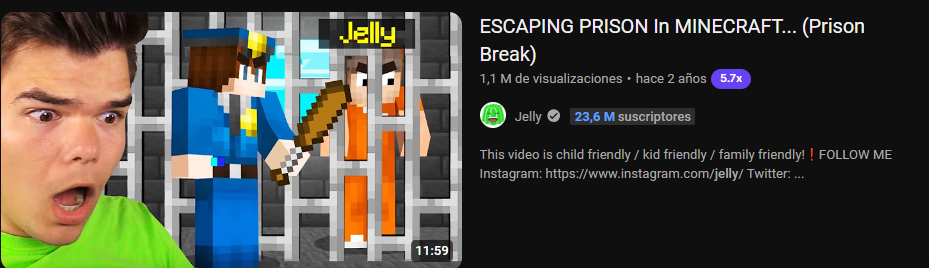 Jelly
11:59
ESCAPING PRISON In MINECRAFT... (Prison
Break)
1,1 M de visualizaciones • hace 2 años 5.7x
Jelly 23,6 M suscriptores
This video is child friendly / kid friendly / family friendly!❗FOLLOW ME
Instagram: https://www.instagram.com/jelly/ Twitter: ...